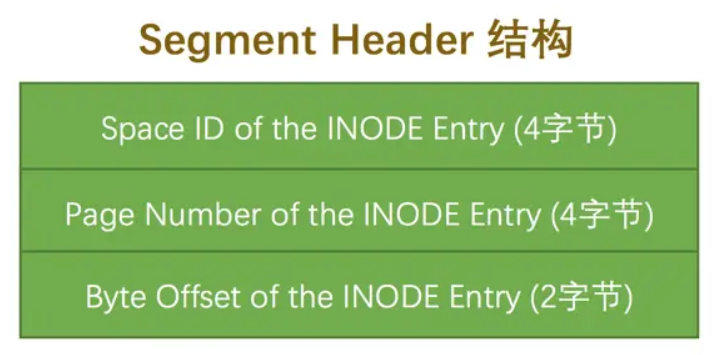 Segment Header 结构
Space ID of the INODE Entry (4字节)
Page Number of the INODE Entry (4字节)
Byte Offset of the INODE Entry (2字节)